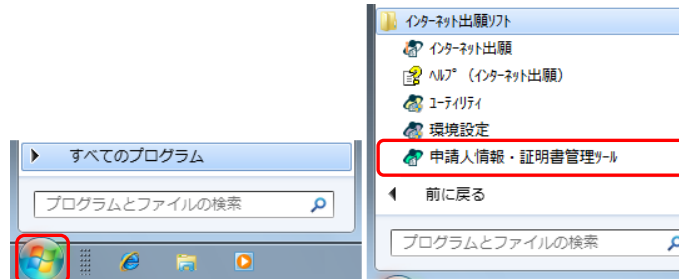 すべてのプログラム
プログラムとファイルの検索
インターネット出願ソフト
インターネット出願
ヘルプ（インターネット出願）
ユーティリティ
環境設定
申請人情報・証明書管理ツール
前に戻る
プログラムとファイルの検索